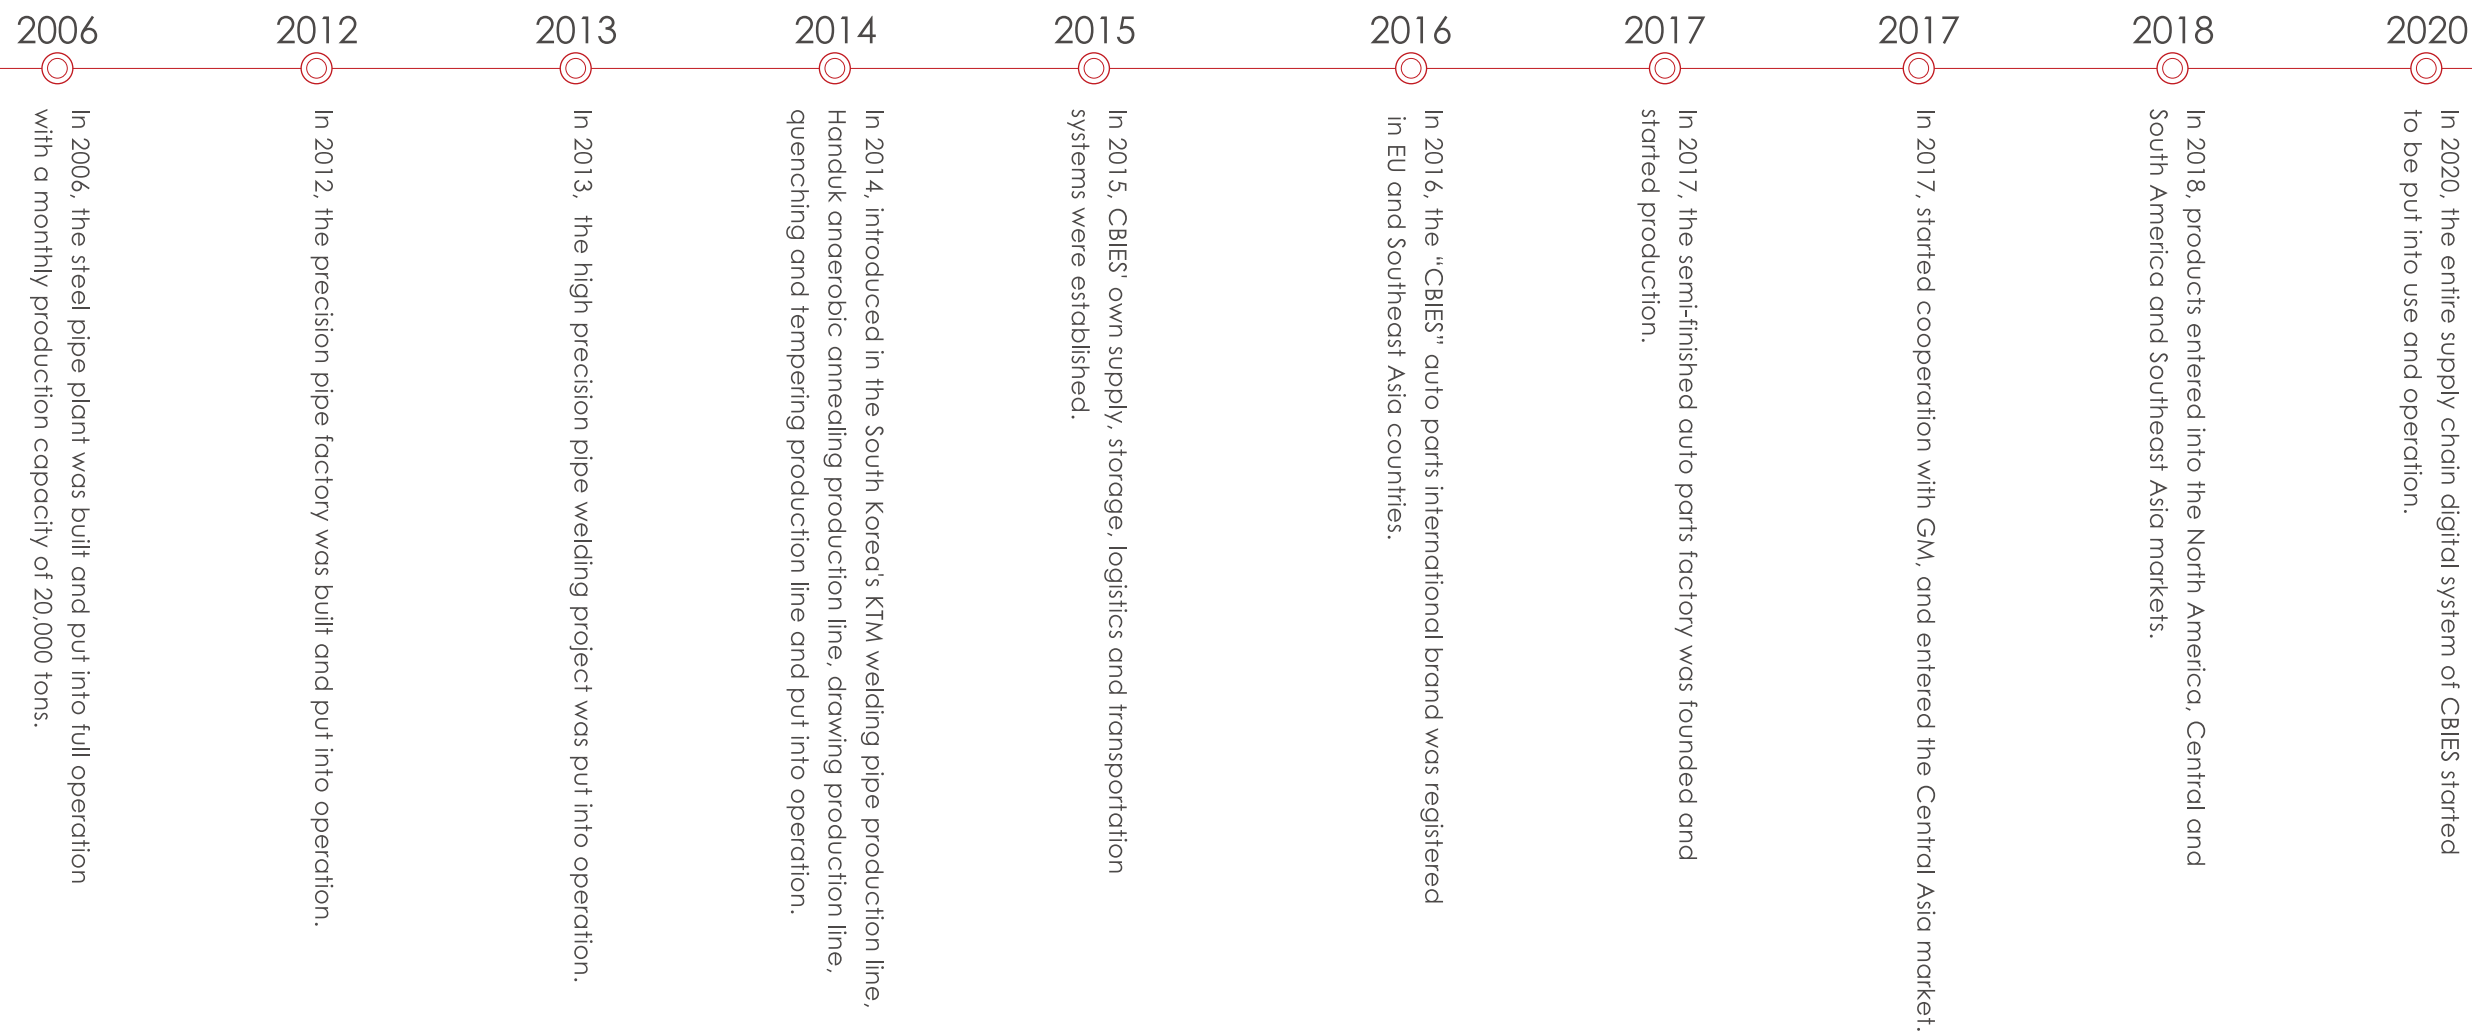 2006
In 2006, the steel pipe plant was built and put into full operation
with a monthly production capacity of 20,000 tons.
2012
In 2012, the precision pipe factory was built and put into operation.
2013
In 2013, the high precision pipe welding project was put into operation.
2014
In 2014, introduced in the South Korea's KTM welding pipe production line,
Handuk anaerobic annealing production line, drawing production line,
quenching and tempering production line and put into operation.
2015
In 2015, CBIES' own supply, storage, logistics and transportation
systems were established.
2016
In 2016, the “CBIES” auto parts international brand was registered
in EU and Southeast Asia countries.
2017
In 2017, the semi-finished auto parts factory was founded and
started production.
2017
In 2017, started cooperation with GM, and entered the Central Asia market.
2018
In 2018, products entered into the North America, Central and
South America and Southeast Asia markets.
2020
In 2020, the entire supply chain digital system of CBIES started
to be put into use and operation.